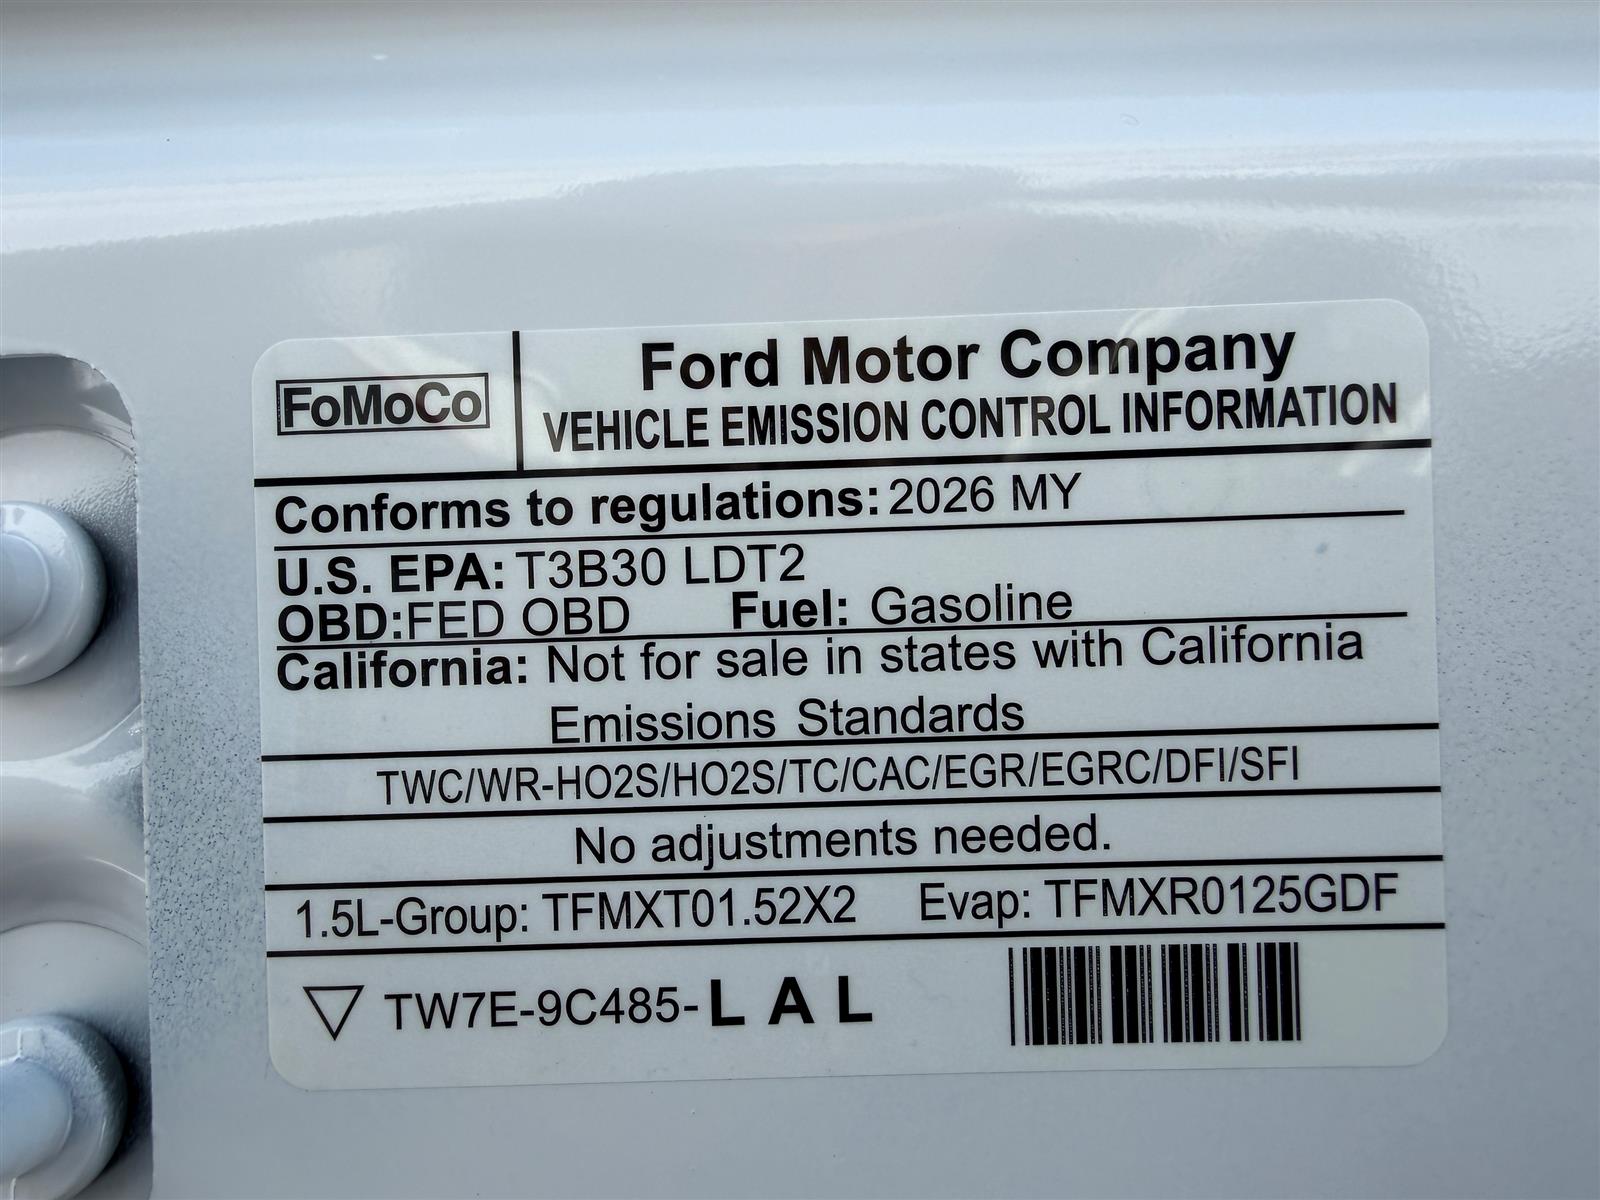 FoMoCo
Ford Motor Company
VEHICLE EMISSION CONTROL INFORMATION
Conforms to regulations: 2026 MY
U.S. EPA: T3B30 LDT2
OBD:FED OBD Fuel: Gasoline
California: Not for sale in states with California
Emissions Standards
TWC/WR-HO2S/HO2S/TC/CAC/EGR/EGRC/DFI/SFI
No adjustments needed.
1.5L-Group: TFMXT01.52X2 Evap: TFMXR0125GDF
TW7E-9C485-L A L